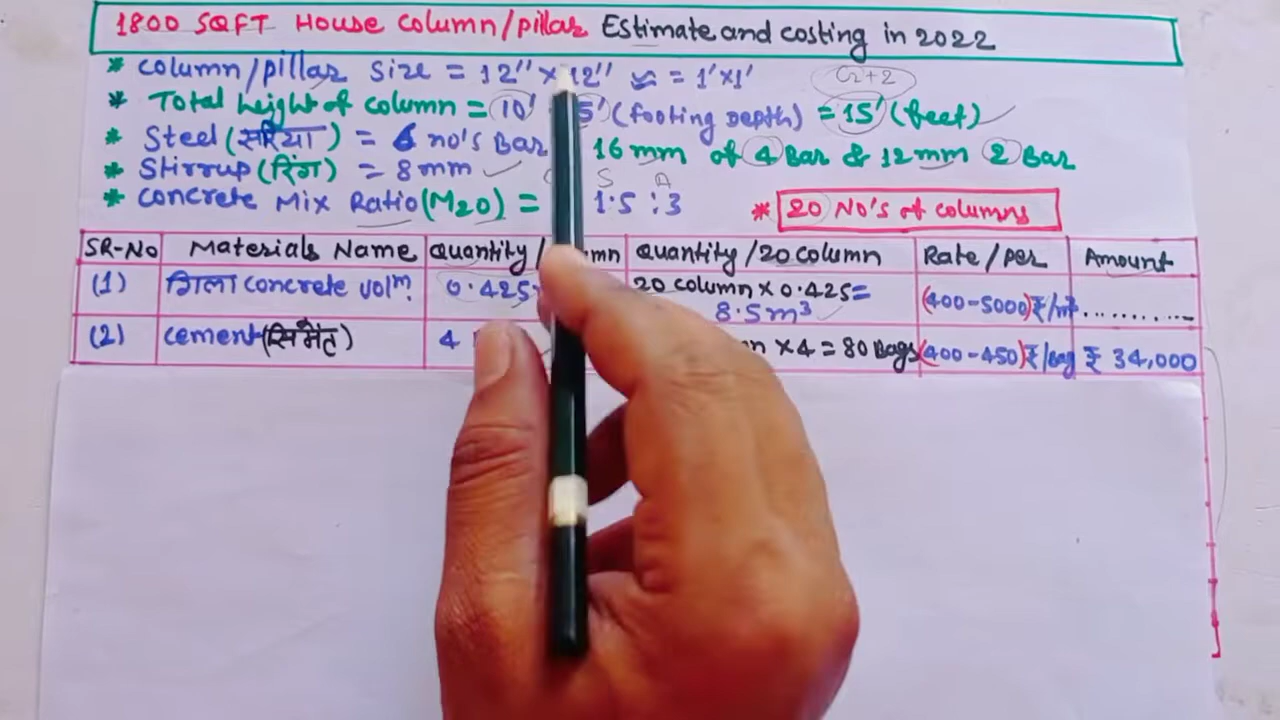 1800 SQFT House Column/pillar Estimate and costing in 2022
* column/pillar Size = 12"×12" = 1'×1'
G+2
* Total height of column = 10' 5' (footing Depth) = 15' (feet)
* Steel (सरिया) = 6 no's Bar 16 mm of 4 Bar & 12 mm 2 Bar
* Stirrup (रिंग) = 8 mm
S A
* Concrete Mix Ratio (M20) = 1.5 : 3
* 20 No's of columns
SR-No Materials Name Quantity / Quantity /20 column Rate/per Amount
(1) गिला concrete volm. 0.425 20 column × 0.425= 8.5m³ (400-5000)₹/m³ ............
(2) cement (सिमेंट) 4 ×4 = 80 Bags (400-450)₹/bag ₹ 34,000